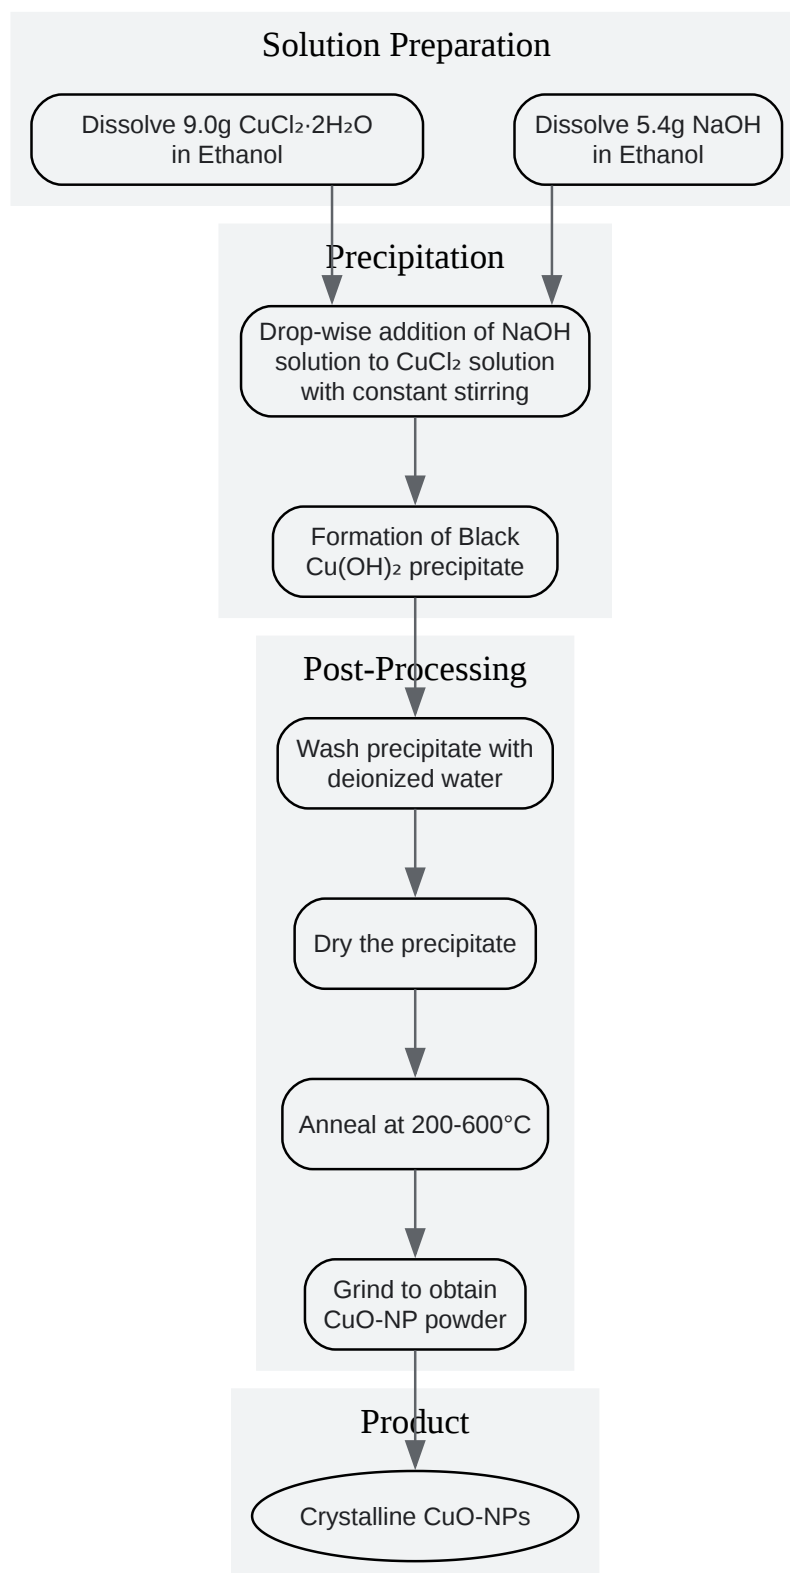 Solution Preparation
Dissolve 9.0g CuCl₂·2H₂O
in Ethanol
Dissolve 5.4g NaOH
in Ethanol
Precipitation
Drop-wise addition of NaOH
solution to CuCl₂ solution
with constant stirring
Formation of Black
Cu(OH)₂ precipitate
Post-Processing
Wash precipitate with
deionized water
Dry the precipitate
Anneal at 200-600°C
Grind to obtain
CuO-NP powder
Product
Crystalline CuO-NPs